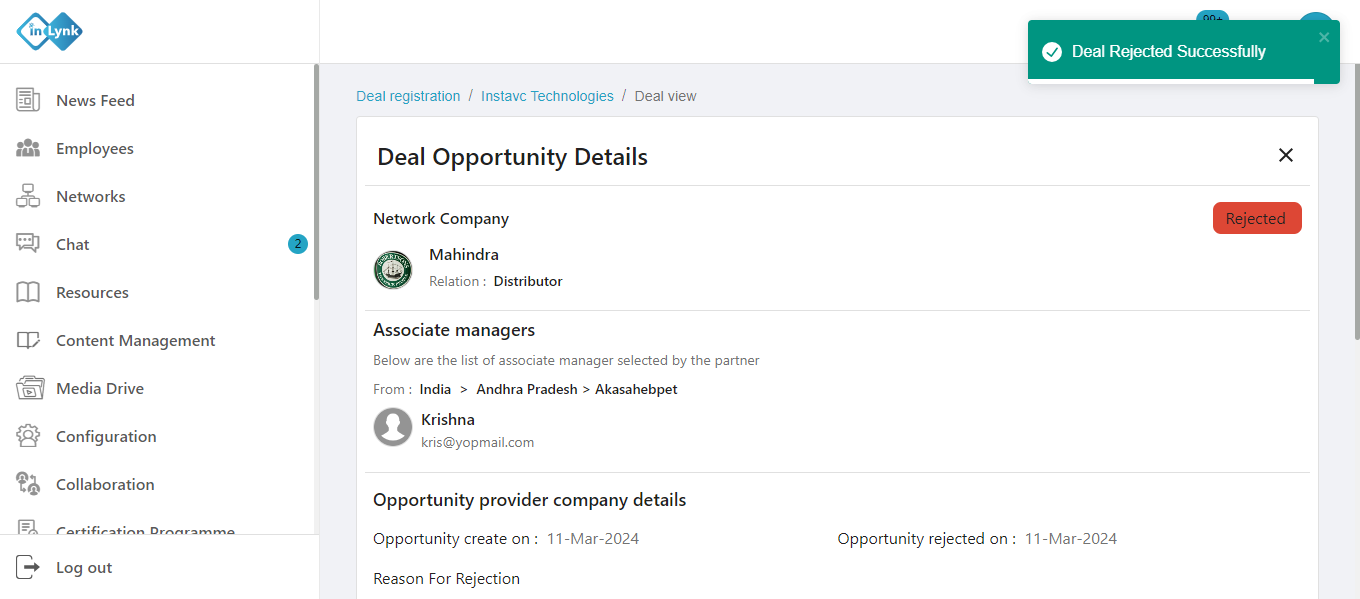 inLynk
99+
Deal Rejected Successfully
News Feed
Employees
Networks
Chat
2
Resources
Content Management
Media Drive
Configuration
Collaboration
Certification Programme
Log out
Deal registration / Instavc Technologies / Deal view
Deal Opportunity Details
Network Company
Rejected
Mahindra
Relation : Distributor
Associate managers
Below are the list of associate manager selected by the partner
From : India > Andhra Pradesh > Akasahebpet
Krishna
kris@yopmail.com
Opportunity provider company details
Opportunity create on : 11-Mar-2024
Opportunity rejected on : 11-Mar-2024
Reason For Rejection